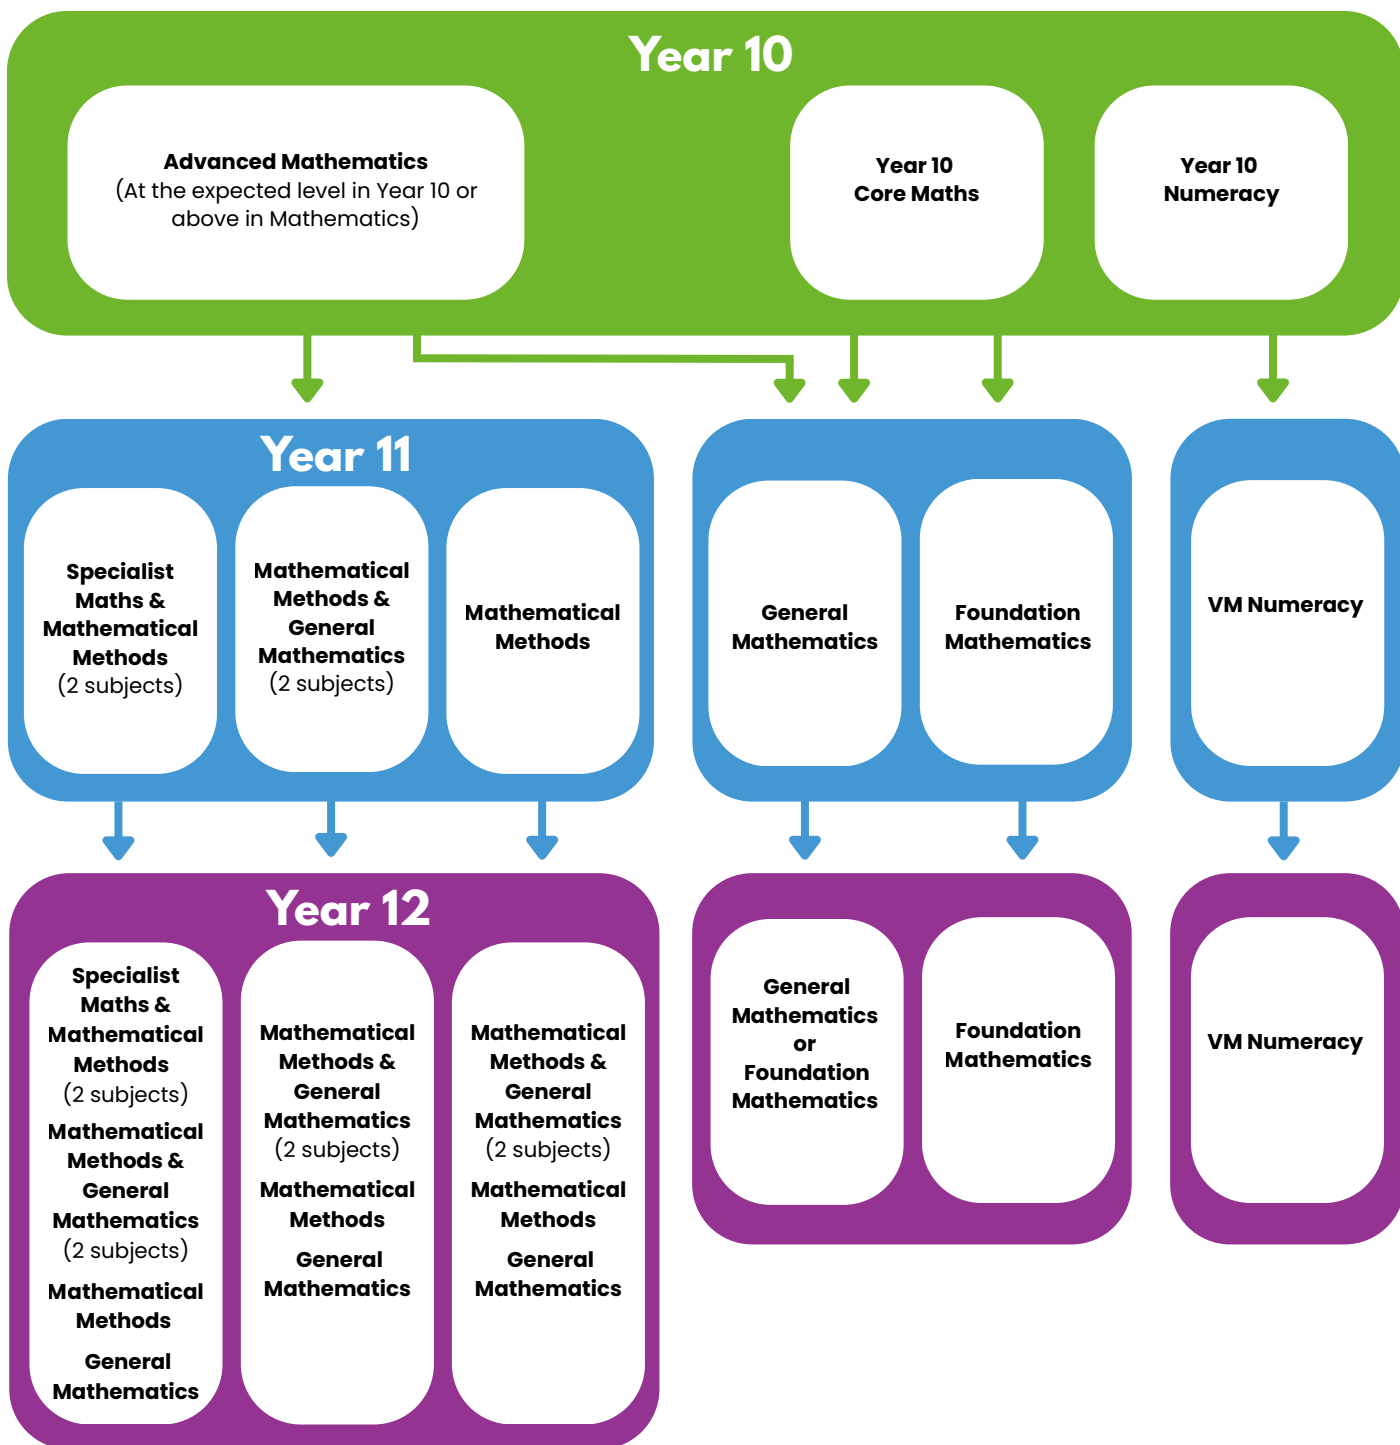 Year 10
Advanced Mathematics
(At the expected level in Year 10 or
above in Mathematics)
Year 10
Core Maths
Year 10
Numeracy
Year 11
Specialist
Maths &
Mathematical
Methods
(2 subjects)
Mathematical
Methods &
General
Mathematics
(2 subjects)
Mathematical
Methods
General
Mathematics
Foundation
Mathematics
VM Numeracy
Year 12
Specialist
Maths &
Mathematical
Methods
(2 subjects)
Mathematical
Methods &
General
Mathematics
(2 subjects)
Mathematical
Methods
General
Mathematics
Mathematical
Methods &
General
Mathematics
(2 subjects)
Mathematical
Methods
General
Mathematics
Mathematical
Methods &
General
Mathematics
(2 subjects)
Mathematical
Methods
General
Mathematics
General
Mathematics
or
Foundation
Mathematics
Foundation
Mathematics
VM Numeracy